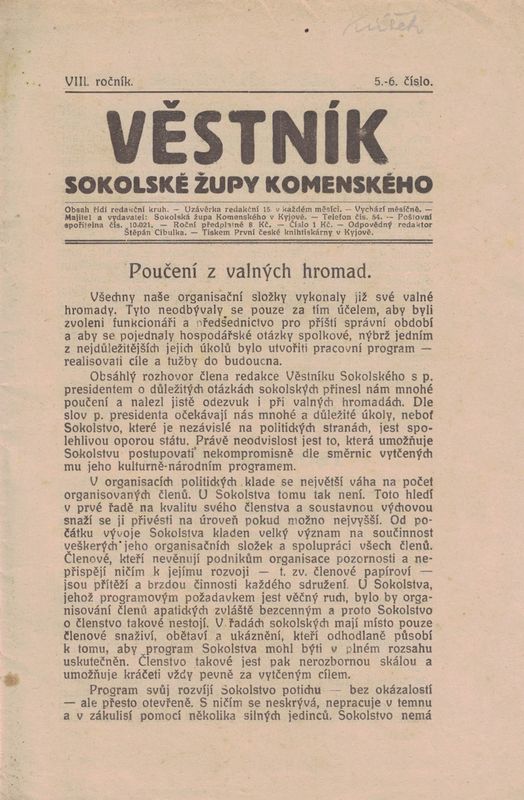 VIII. ročník.
5.-6. číslo.
VĚSTNÍK
SOKOLSKÉ ŽUPY KOMENSKÉHO
Obsah řídí redakční kruh. — Uzávěrka redakční 15. v každém měsíci. — Vychází měsíčně. —
Majitel a vydavatel: Sokolská župa Komenského v Kyjově. — Telefon čís. 54. — Poštovní
spořitelna čís. 10.021. — Roční předplatné 8 Kč. — Číslo 1 Kč. — Odpovědný redaktor
Štěpán Cibulka. — Tiskem První české knihtiskárny v Kyjově.
Poučení z valných hromad.
Všechny naše organisační složky vykonaly již své valné
hromady. Tyto neodbývaly se pouze za tím účelem, aby byli
zvoleni funkcionáři a předsednictvo pro příští správní období
a aby se pojednaly hospodářské otázky spolkové, nýbrž jedním
z nejdůležitějších jejich úkolů bylo utvořiti pracovní program —
realisovati cíle a tužby do budoucna.
Obsáhlý rozhovor člena redakce Věstníku Sokolského s p.
presidentem o důležitých otázkách sokolských přinesl nám mnohé
poučení a nalezl jistě odezvuk i při valných hromadách. Dle
slov p. presidenta očekávají nás mnohé a důležité úkoly, neboť
Sokolstvo, které je nezávislé na politických stranách, jest spo-
lehlivou oporou státu. Právě neodvislost jest to, která umožňuje
Sokolstvu postupovati nekompromisně dle směrnic vytčených
mu jeho kulturně-národním programem.
V organisacích politických klade se největší váha na počet
organisovaných členů. U Sokolstva tomu tak není. Toto hledí
v prvé řadě na kvalitu svého členstva a soustavnou výchovou
snaží se ji přivésti na úroveň pokud možno nejvyšší. Od po-
čátku vývoje Sokolstva kladen velký význam na součinnost
veškerých jeho organisačních složek a spolupráci všech členů.
Členové, kteří nevěnují podnikům organisace pozornosti a ne-
přispějí ničím k jejímu rozvoji — t. zv. členové papíroví —
jsou přítěží a brzdou činnosti každého sdružení. U Sokolstva,
jehož programovým požadavkem jest věčný ruch, bylo by orga-
nisování členů apatických zvláště bezcenným a proto Sokolstvo
o členstvo takové nestojí. V řadách sokolských mají místo pouze
členové snaživí, obětaví a ukáznění, kteří odhodlaně působí
k tomu, aby program Sokolstva mohl býti v plném rozsahu
uskutečněn. Členstvo takové jest pak nerozbornou skálou a
umožňuje kráčeti vždy pevně za vytčeným cílem.
Program svůj rozvíjí Sokolstvo potichu — bez okázalostí
— ale přesto otevřeně. S ničím se neskrývá, nepracuje v temnu
a v zákulisí pomocí několika silných jedinců. Sokolstvo nemá